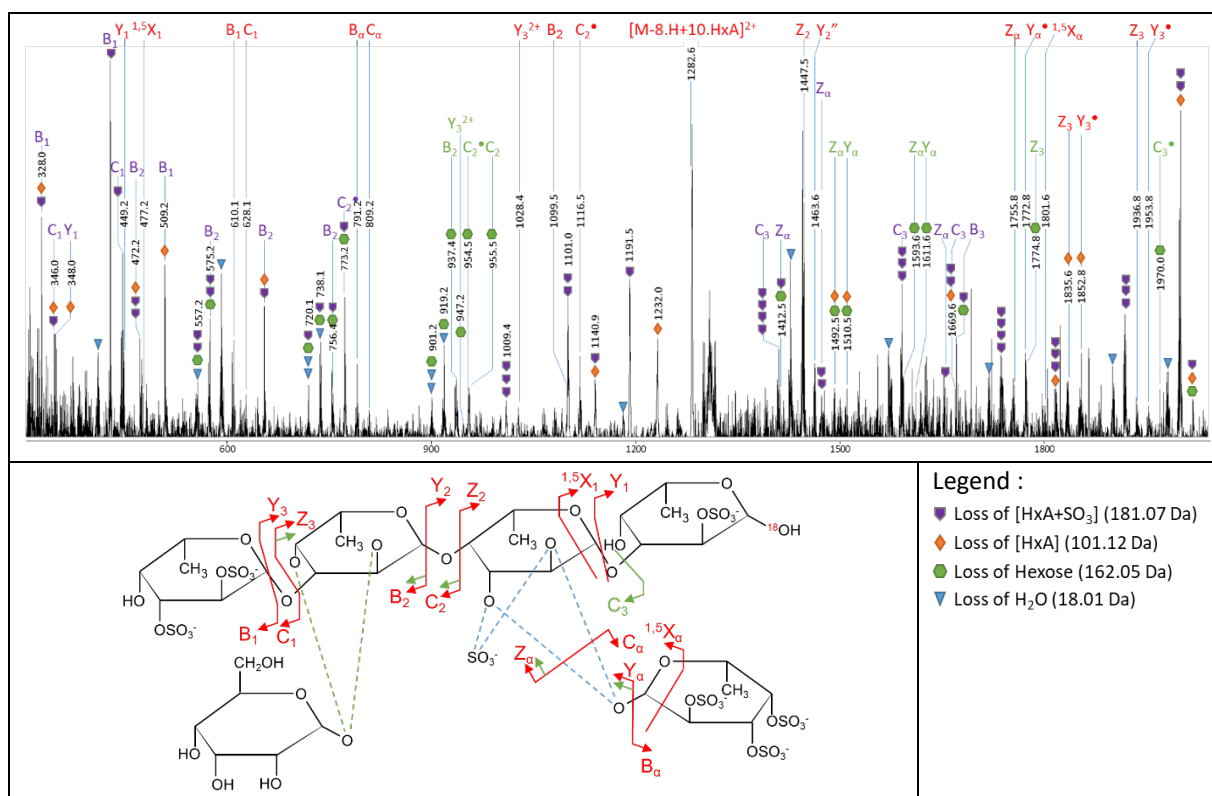 Y₁ ¹,⁵X₁ B₁ C₁ BαCα Y₃²⁺ B₂ C₂• [M-8.H+10.HxA]²⁺ Z₂ Y₂″ Zα Yα• ¹,⁵Xα Z₃ Y₃•
B₁
1282.6
1447.5
Zα
Y₃²⁺
Z₃ Y₃•
B₂ C₂• C₂
ZαYα
ZαYα
Z₃
C₃•
B₁
C₁ B₂ B₁
C₂•
C₁ Y₁
B₂
B₂
B₂
C₃ Zα
C₃
Zα C₃ B₃
328.0
346.0
348.0
449.2
472.2
477.2
509.2
557.2
575.2
610.1
628.1
720.1
738.1
756.4
773.2
791.2
809.2
901.2
919.2
937.4
947.2
954.5
955.5
1009.4
1028.4
1099.5
1101.0
1116.5
1140.9
1191.5
1232.0
1412.5
1463.6
1492.5
1510.5
1593.6
1611.6
1669.6
1755.8
1772.8
1774.8
1801.6
1835.6
1852.8
1936.8
1953.8
1970.0
600 900 1200 1500 1800
Y₃
Z₃
Y₂
Z₂
¹,⁵X₁ Y₁
CH₃
OSO₃⁻
HO
OSO₃⁻
O
O
O
CH₃
O
O
O
B₁ C₁
B₂ C₂
O
O
CH₃
O
O
O
HO
CH₃
OSO₃⁻
¹⁸OH
C₃
SO₃⁻
Zα
Cα
¹,⁵Xα
Yα
Bα
O
O
CH₃
OSO₃⁻
OSO₃⁻
OSO₃⁻
CH₂OH
O
HO
OH
HO
O
Legend :
Loss of [HxA+SO₃] (181.07 Da)
Loss of [HxA] (101.12 Da)
Loss of Hexose (162.05 Da)
Loss of H₂O (18.01 Da)